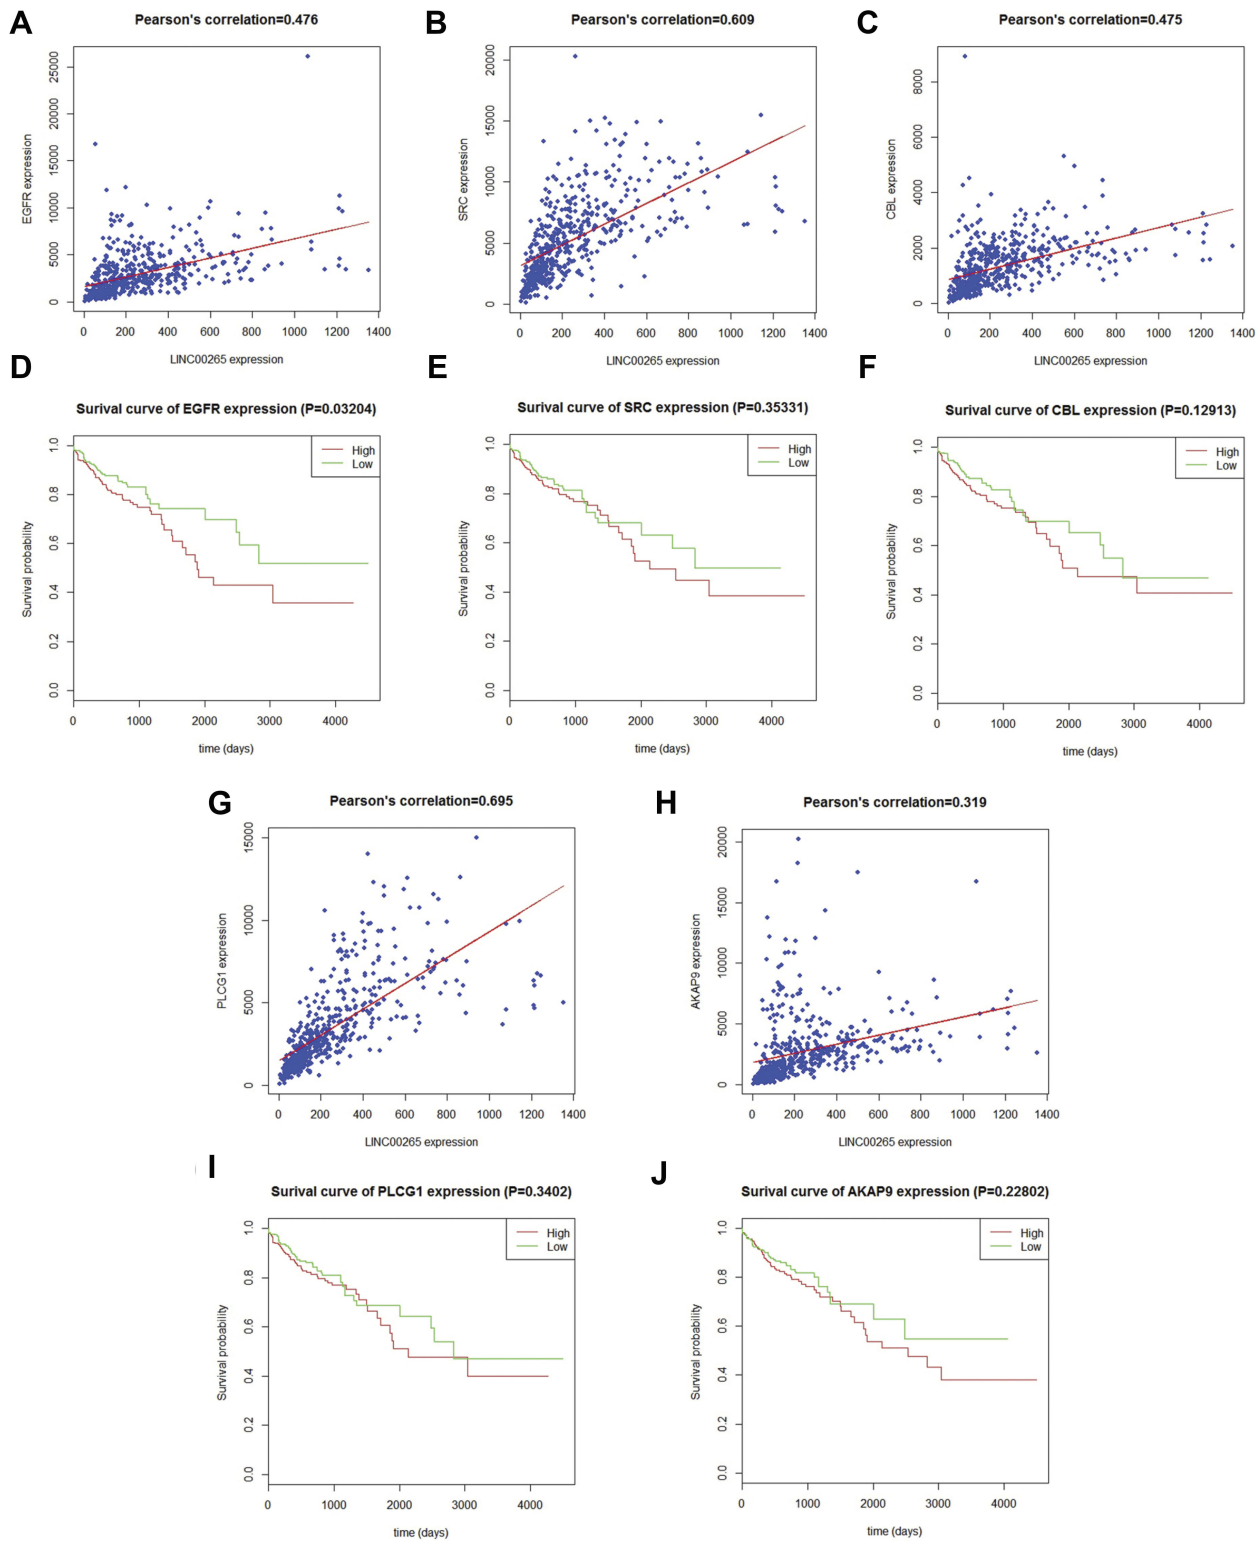 A
Pearson's correlation=0.476
EGFR expression
25000
20000
15000
10000
5000
0
0 200 400 600 800 1000 1200 1400
LINC00265 expression
B
Pearson's correlation=0.609
SRC expression
20000
15000
10000
5000
0
0 200 400 600 800 1000 1200 1400
LINC00265 expression
C
Pearson's correlation=0.475
CBL expression
8000
6000
4000
2000
0
0 200 400 600 800 1000 1200 1400
LINC00265 expression
D
Surival curve of EGFR expression (P=0.03204)
High
Low
Survival probability
1.0
0.8
0.6
0.4
0.2
0.0
0 1000 2000 3000 4000
time (days)
E
Surival curve of SRC expression (P=0.35331)
High
Low
Survival probability
1.0
0.8
0.6
0.4
0.2
0.0
0 1000 2000 3000 4000
time (days)
F
Surival curve of CBL expression (P=0.12913)
High
Low
Survival probability
1.0
0.8
0.6
0.4
0.2
0.0
0 1000 2000 3000 4000
time (days)
G
Pearson's correlation=0.695
PLCG1 expression
15000
10000
5000
0
0 200 400 600 800 1000 1200 1400
LINC00265 expression
H
Pearson's correlation=0.319
AKAP9 expression
20000
15000
10000
5000
0
0 200 400 600 800 1000 1200 1400
LINC00265 expression
I
Surival curve of PLCG1 expression (P=0.3402)
High
Low
Survival probability
1.0
0.8
0.6
0.4
0.2
0.0
0 1000 2000 3000 4000
time (days)
J
Surival curve of AKAP9 expression (P=0.22802)
High
Low
Survival probability
1.0
0.8
0.6
0.4
0.2
0.0
0 1000 2000 3000 4000
time (days)